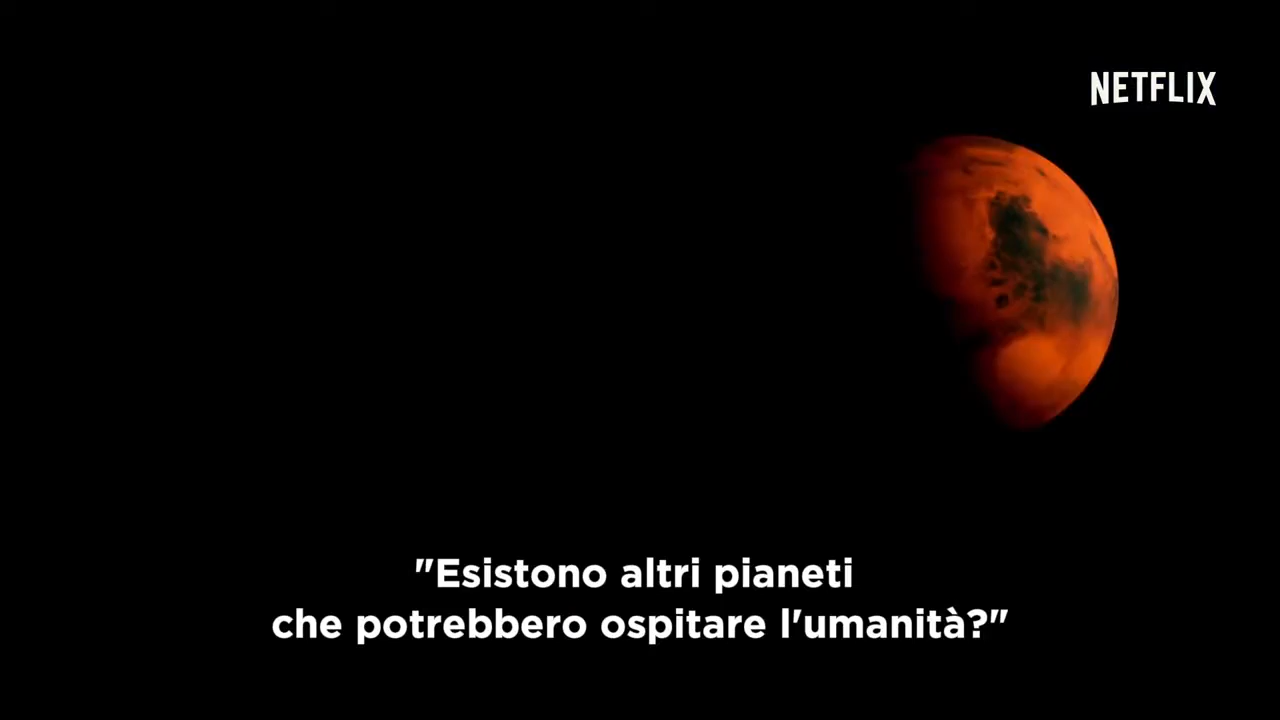 NETFLIX
"Esistono altri pianeti
che potrebbero ospitare l'umanità?"